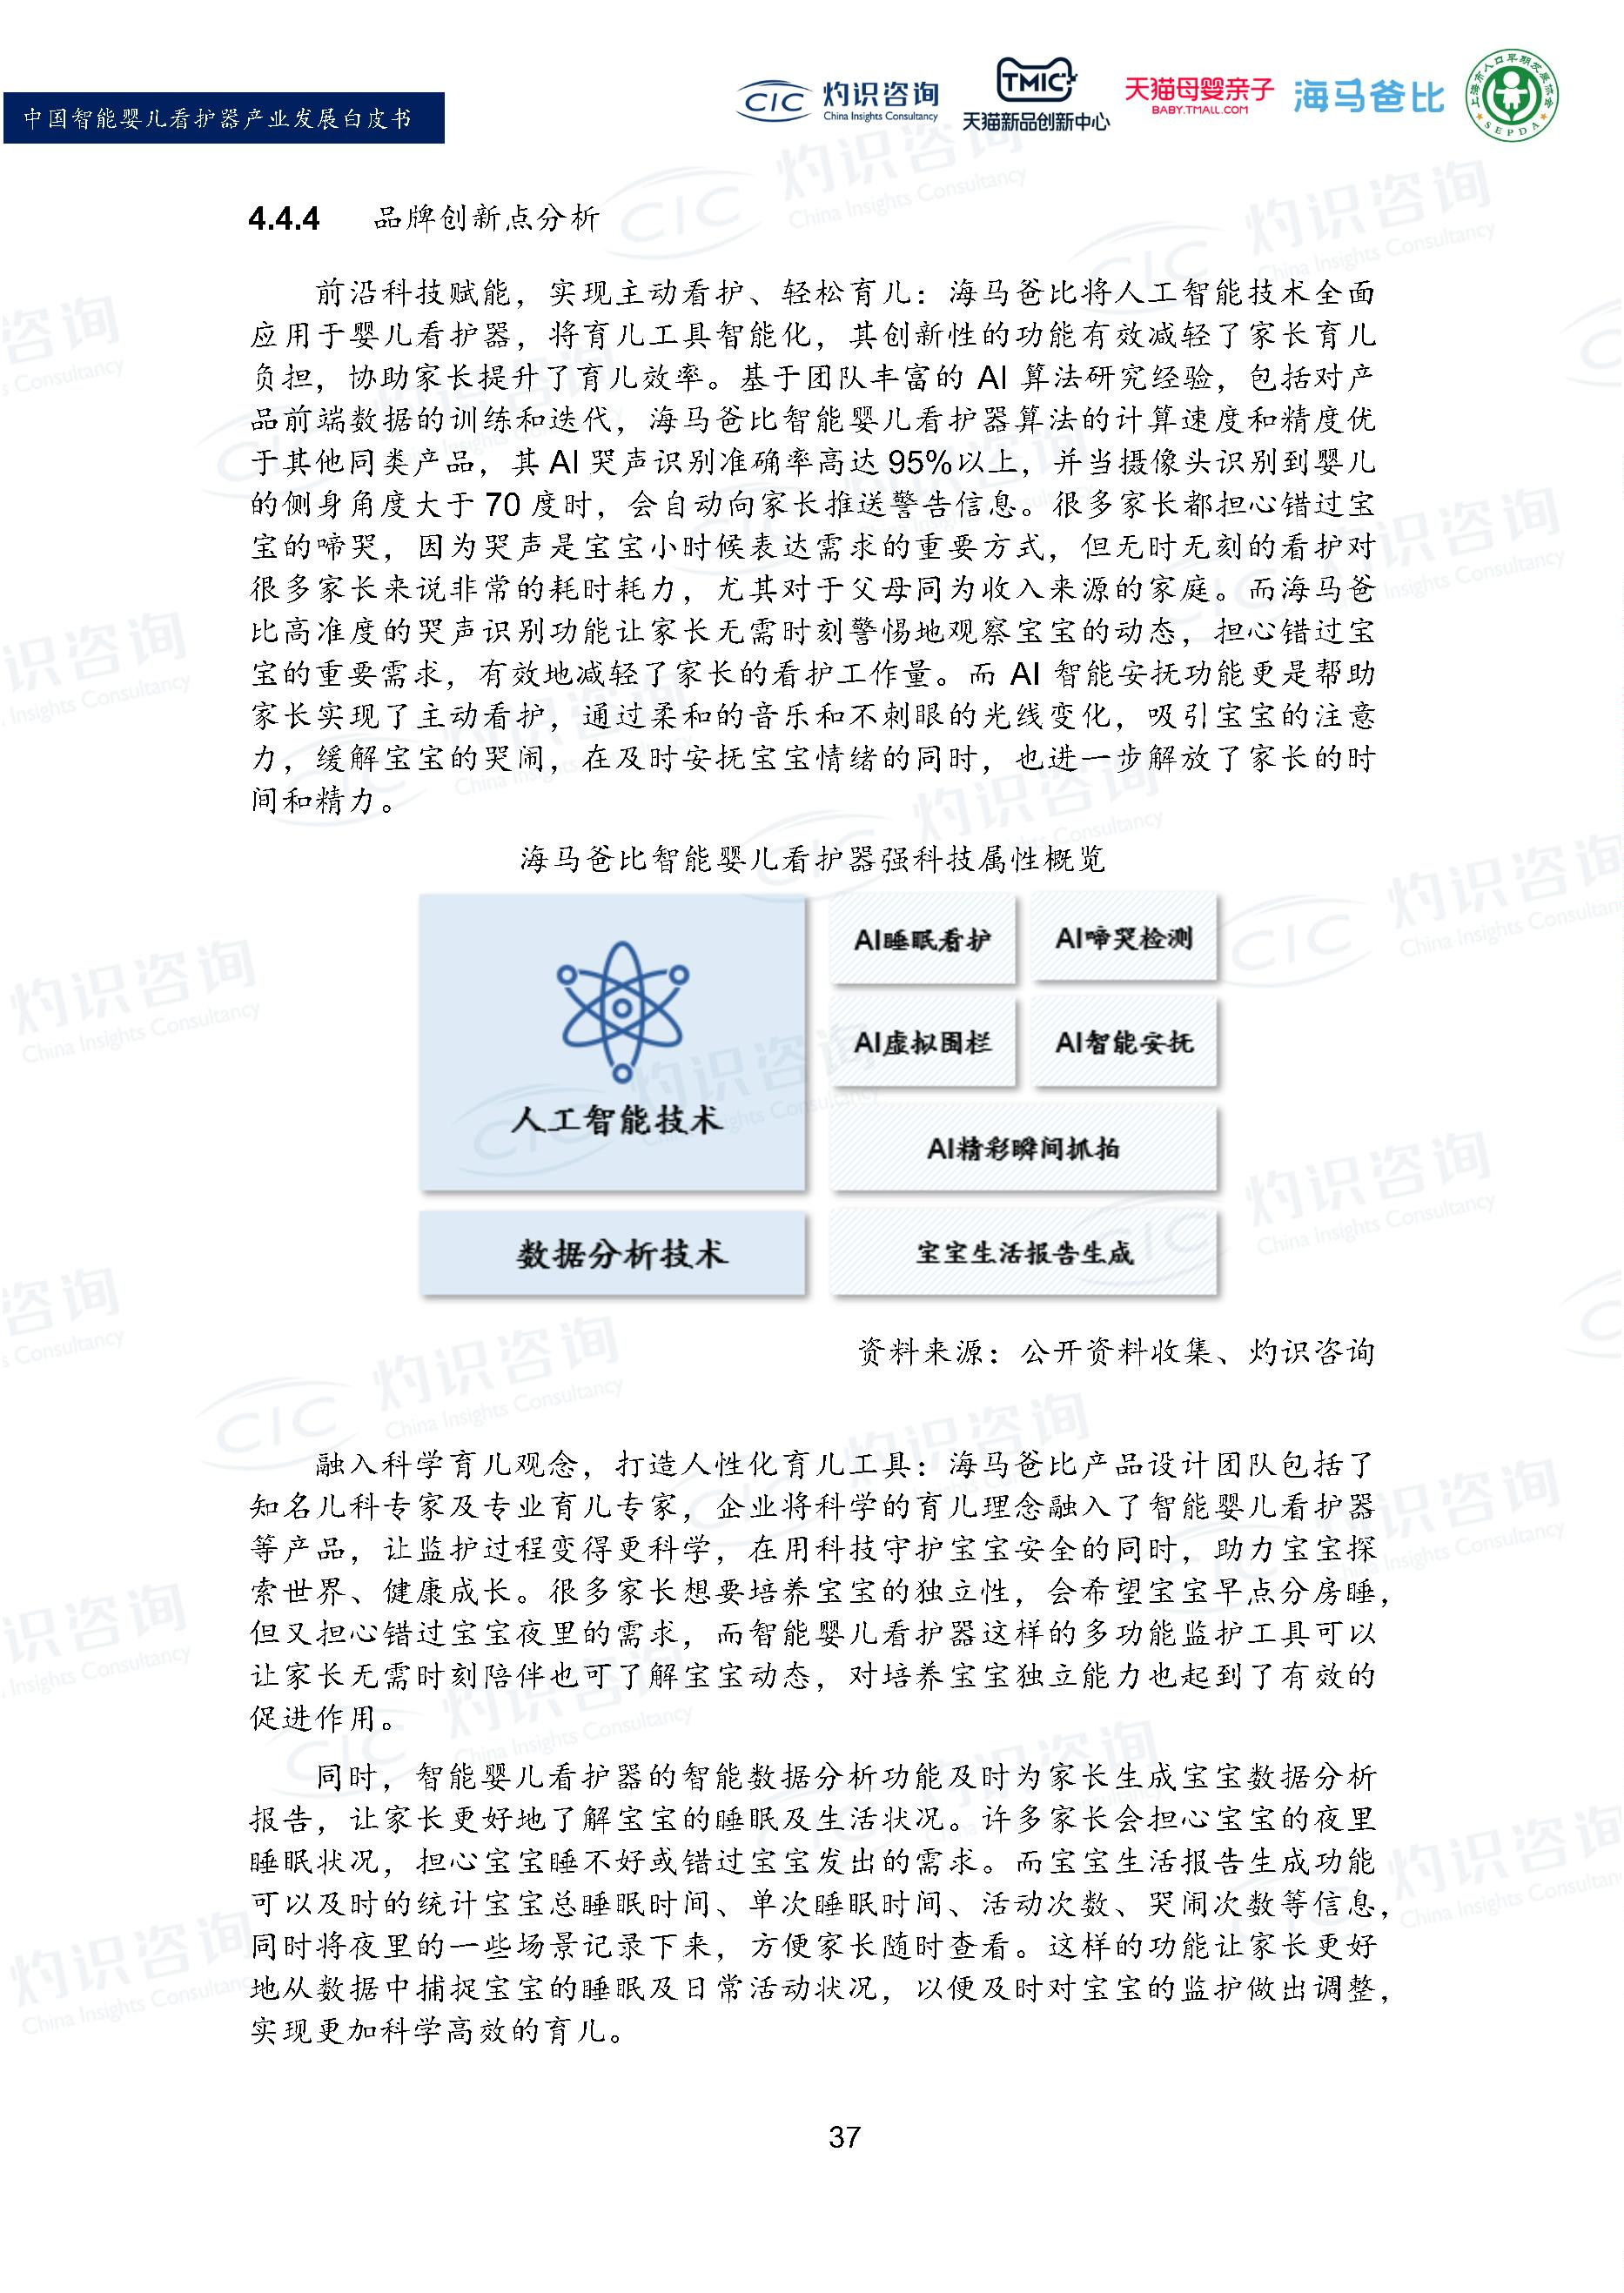 中国智能婴儿看护器产业发展白皮书
CIC 灼识咨询
China Insights Consultancy
TMIC
天猫新品创新中心
天猫母婴亲子
BABY.TMALL.COM
海马爸比
上海市人口早期发展协会
SEPDA
4.4.4 品牌创新点分析
前沿科技赋能，实现主动看护、轻松育儿：海马爸比将人工智能技术全面
应用于婴儿看护器，将育儿工具智能化，其创新性的功能有效减轻了家长育儿
负担，协助家长提升了育儿效率。基于团队丰富的 AI 算法研究经验，包括对产
品前端数据的训练和迭代，海马爸比智能婴儿看护器算法的计算速度和精度优
于其他同类产品，其 AI 哭声识别准确率高达 95%以上，并当摄像头识别到婴儿
的侧身角度大于 70 度时，会自动向家长推送警告信息。很多家长都担心错过宝
宝的啼哭，因为哭声是宝宝小时候表达需求的重要方式，但无时无刻的看护对
很多家长来说非常的耗时耗力，尤其对于父母同为收入来源的家庭。而海马爸
比高准度的哭声识别功能让家长无需时刻警惕地观察宝宝的动态，担心错过宝
宝的重要需求，有效地减轻了家长的看护工作量。而 AI 智能安抚功能更是帮助
家长实现了主动看护，通过柔和的音乐和不刺眼的光线变化，吸引宝宝的注意
力，缓解宝宝的哭闹，在及时安抚宝宝情绪的同时，也进一步解放了家长的时
间和精力。
海马爸比智能婴儿看护器强科技属性概览
人工智能技术
AI睡眠看护
AI啼哭检测
AI虚拟围栏
AI智能安抚
AI精彩瞬间抓拍
数据分析技术
宝宝生活报告生成
资料来源：公开资料收集、灼识咨询
融入科学育儿观念，打造人性化育儿工具：海马爸比产品设计团队包括了
知名儿科专家及专业育儿专家，企业将科学的育儿理念融入了智能婴儿看护器
等产品，让监护过程变得更科学，在用科技守护宝宝安全的同时，助力宝宝探
索世界、健康成长。很多家长想要培养宝宝的独立性，会希望宝宝早点分房睡，
但又担心错过宝宝夜里的需求，而智能婴儿看护器这样的多功能监护工具可以
让家长无需时刻陪伴也可了解宝宝动态，对培养宝宝独立能力也起到了有效的
促进作用。
同时，智能婴儿看护器的智能数据分析功能及时为家长生成宝宝数据分析
报告，让家长更好地了解宝宝的睡眠及生活状况。许多家长会担心宝宝的夜里
睡眠状况，担心宝宝睡不好或错过宝宝发出的需求。而宝宝生活报告生成功能
可以及时的统计宝宝总睡眠时间、单次睡眠时间、活动次数、哭闹次数等信息，
同时将夜里的一些场景记录下来，方便家长随时查看。这样的功能让家长更好
地从数据中捕捉宝宝的睡眠及日常活动状况，以便及时对宝宝的监护做出调整，
实现更加科学高效的育儿。
37